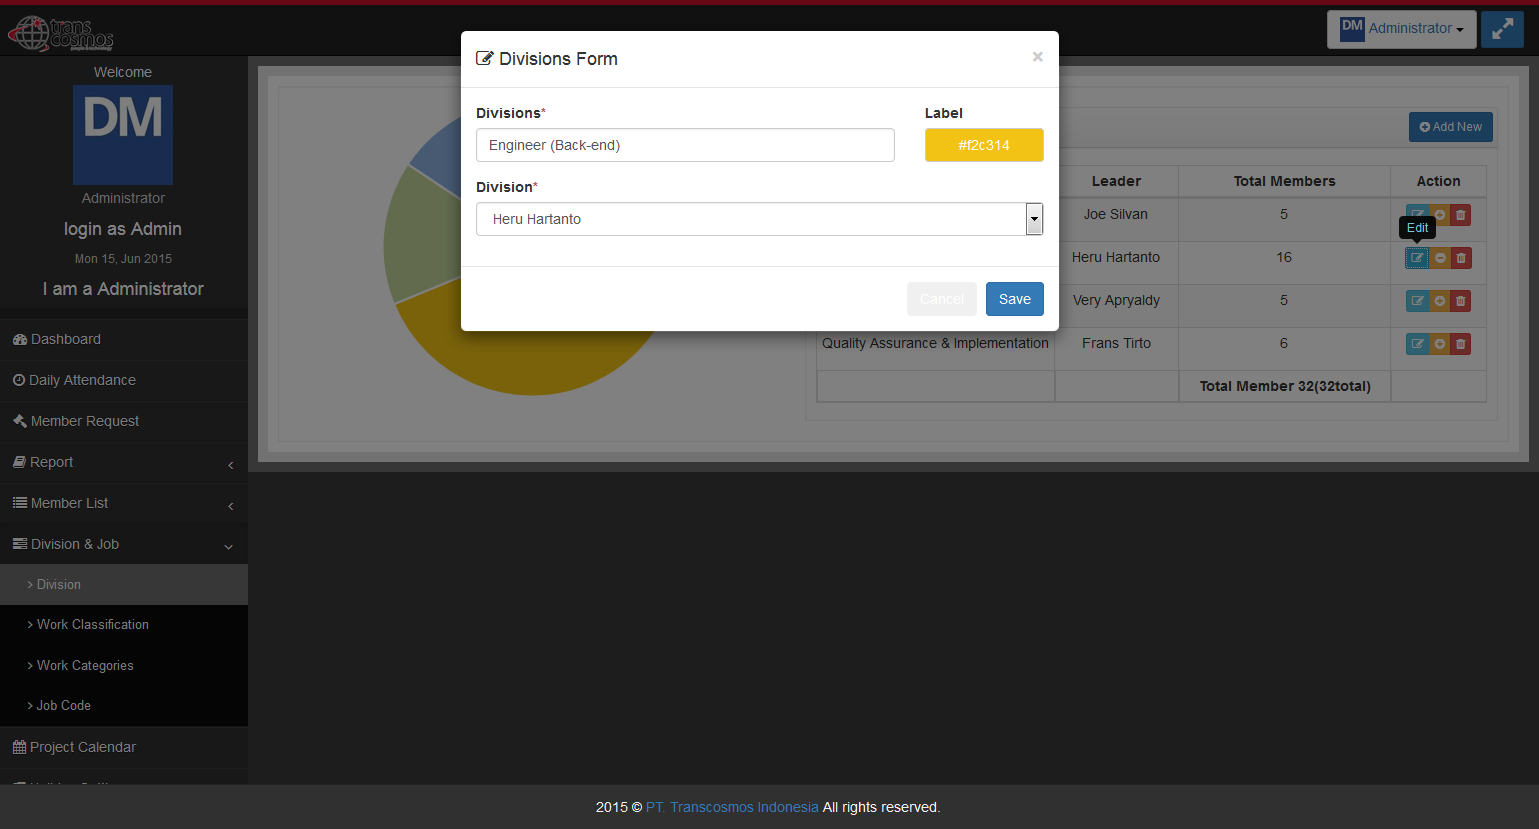 trans
cosmos
people & technology
DM Administrator
Welcome
DM
Administrator
login as Admin
Mon 15, Jun 2015
I am a Administrator
Dashboard
Daily Attendance
Member Request
Report
Member List
Division & Job
Division
Work Classification
Work Categories
Job Code
Project Calendar
Divisions Form ×
Divisions* Label
Engineer (Back-end) #f2c314
Division*
Heru Hartanto
Cancel Save
Add New
Leader Total Members Action
Joe Silvan 5
Edit
Heru Hartanto 16
Very Apryaldy 5
Quality Assurance & Implementation Frans Tirto 6
Total Member 32(32total)
2015 © PT. Transcosmos Indonesia All rights reserved.